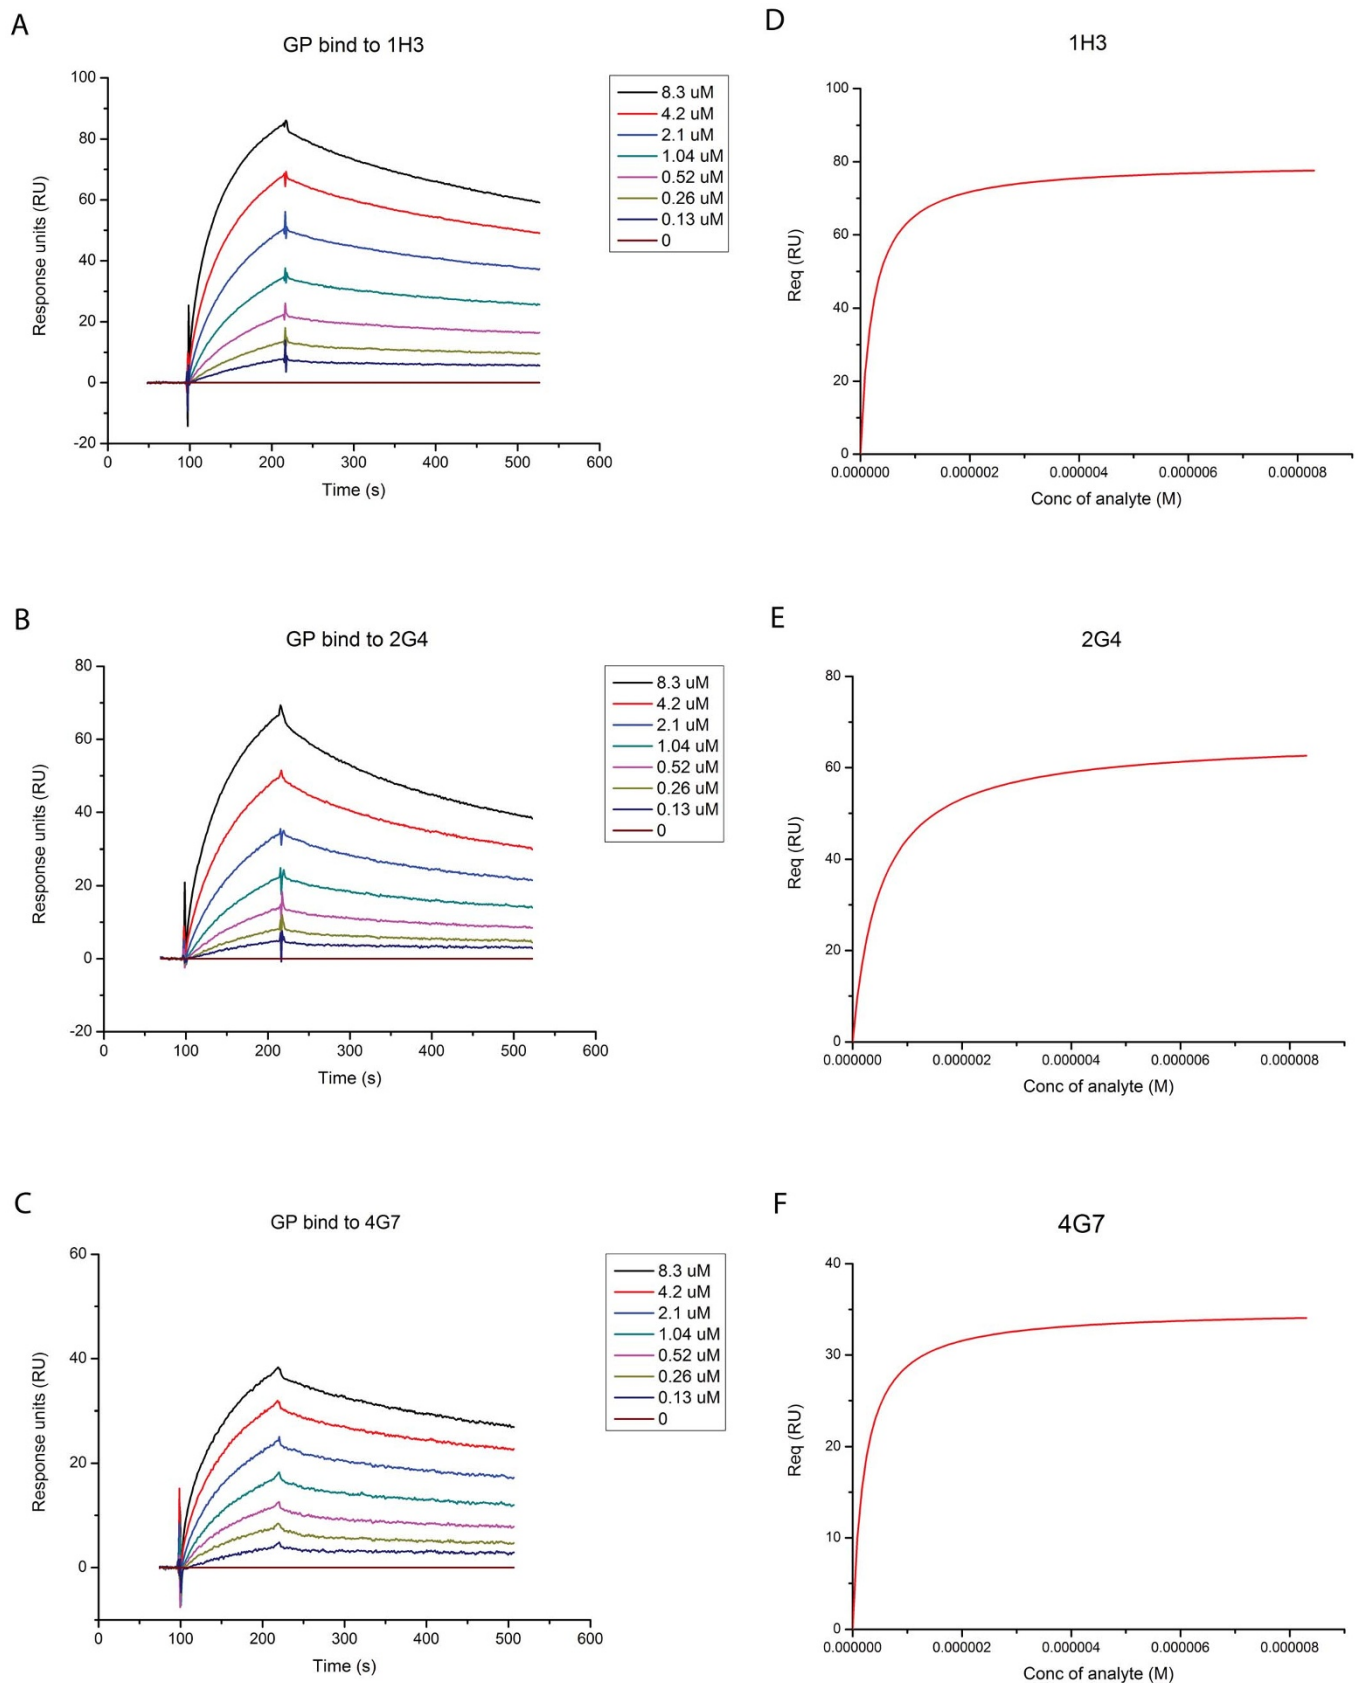 A
GP bind to 1H3
Response units (RU)
100
80
60
40
20
0
-20
0 100 200 300 400 500 600
Time (s)
8.3 uM
4.2 uM
2.1 uM
1.04 uM
0.52 uM
0.26 uM
0.13 uM
0
D
1H3
Req (RU)
100
80
60
40
20
0
0.000000 0.000002 0.000004 0.000006 0.000008
Conc of analyte (M)
B
GP bind to 2G4
Response units (RU)
80
60
40
20
0
-20
0 100 200 300 400 500 600
Time (s)
8.3 uM
4.2 uM
2.1 uM
1.04 uM
0.52 uM
0.26 uM
0.13 uM
0
E
2G4
Req (RU)
80
60
40
20
0
0.000000 0.000002 0.000004 0.000006 0.000008
Conc of analyte (M)
C
GP bind to 4G7
Response units (RU)
60
40
20
0
0 100 200 300 400 500 600
Time (s)
8.3 uM
4.2 uM
2.1 uM
1.04 uM
0.52 uM
0.26 uM
0.13 uM
0
F
4G7
Req (RU)
40
30
20
10
0
0.000000 0.000002 0.000004 0.000006 0.000008
Conc of analyte (M)